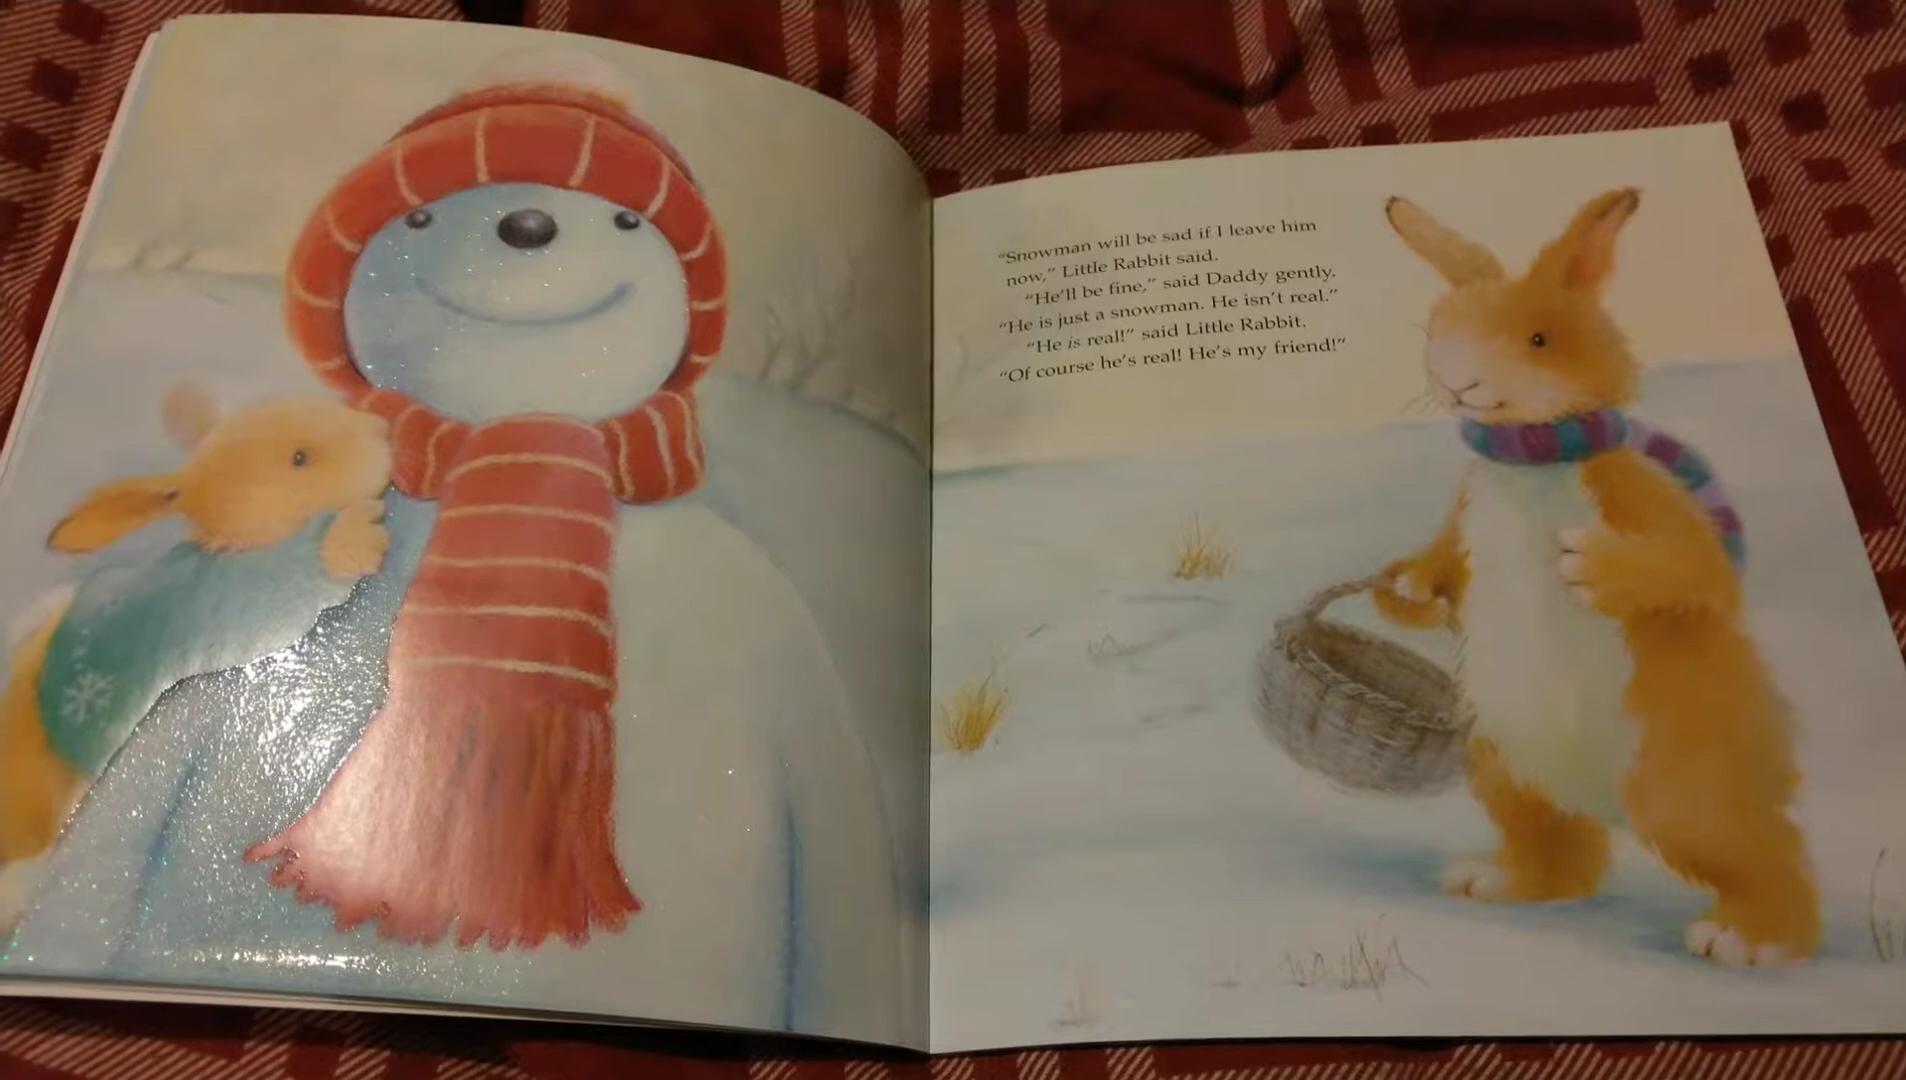 “Snowman will be sad if I leave him
now,” Little Rabbit said.
“He’ll be fine,” said Daddy gently.
“He is just a snowman. He isn’t real.”
“He is real!” said Little Rabbit.
“Of course he’s real! He’s my friend!”